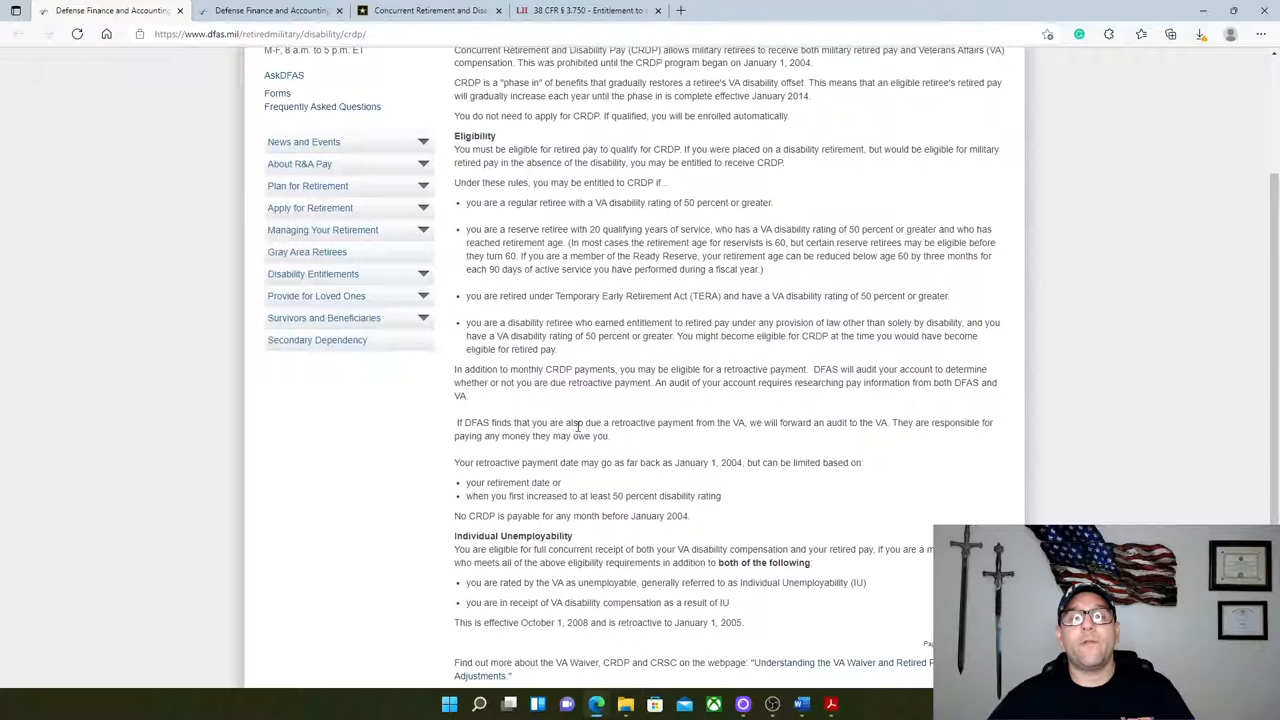 Defense Finance and Accounting
Defense Finance and Accounting
Concurrent Retirement and Disa
LII
38 CFR § 3.750 - Entitlement to c
https://www.dfas.mil/retiredmilitary/disability/crdp/
M-F, 8 a.m. to 5 p.m. ET
AskDFAS
Forms
Frequently Asked Questions
News and Events
About R&A Pay
Plan for Retirement
Apply for Retirement
Managing Your Retirement
Gray Area Retirees
Disability Entitlements
Provide for Loved Ones
Survivors and Beneficiaries
Secondary Dependency
Concurrent Retirement and Disability Pay (CRDP) allows military retirees to receive both military retired pay and Veterans Affairs (VA)
compensation. This was prohibited until the CRDP program began on January 1, 2004.
CRDP is a "phase in" of benefits that gradually restores a retiree's VA disability offset. This means that an eligible retiree's retired pay
will gradually increase each year until the phase in is complete effective January 2014.
You do not need to apply for CRDP. If qualified, you will be enrolled automatically.
Eligibility
You must be eligible for retired pay to qualify for CRDP. If you were placed on a disability retirement, but would be eligible for military
retired pay in the absence of the disability, you may be entitled to receive CRDP.
Under these rules, you may be entitled to CRDP if...
• you are a regular retiree with a VA disability rating of 50 percent or greater.
• you are a reserve retiree with 20 qualifying years of service, who has a VA disability rating of 50 percent or greater and who has
reached retirement age. (In most cases the retirement age for reservists is 60, but certain reserve retirees may be eligible before
they turn 60. If you are a member of the Ready Reserve, your retirement age can be reduced below age 60 by three months for
each 90 days of active service you have performed during a fiscal year.)
• you are retired under Temporary Early Retirement Act (TERA) and have a VA disability rating of 50 percent or greater.
• you are a disability retiree who earned entitlement to retired pay under any provision of law other than solely by disability, and you
have a VA disability rating of 50 percent or greater. You might become eligible for CRDP at the time you would have become
eligible for retired pay.
In addition to monthly CRDP payments, you may be eligible for a retroactive payment. DFAS will audit your account to determine
whether or not you are due retroactive payment. An audit of your account requires researching pay information from both DFAS and
VA.
If DFAS finds that you are also due a retroactive payment from the VA, we will forward an audit to the VA. They are responsible for
paying any money they may owe you.
Your retroactive payment date may go as far back as January 1, 2004, but can be limited based on:
• your retirement date or
• when you first increased to at least 50 percent disability rating
No CRDP is payable for any month before January 2004.
Individual Unemployability
You are eligible for full concurrent receipt of both your VA disability compensation and your retired pay, if you are a m
who meets all of the above eligibility requirements in addition to both of the following:
• you are rated by the VA as unemployable, generally referred to as Individual Unemployability (IU)
• you are in receipt of VA disability compensation as a result of IU
This is effective October 1, 2008 and is retroactive to January 1, 2005.
Pag
Find out more about the VA Waiver, CRDP and CRSC on the webpage: "Understanding the VA Waiver and Retired P
Adjustments."